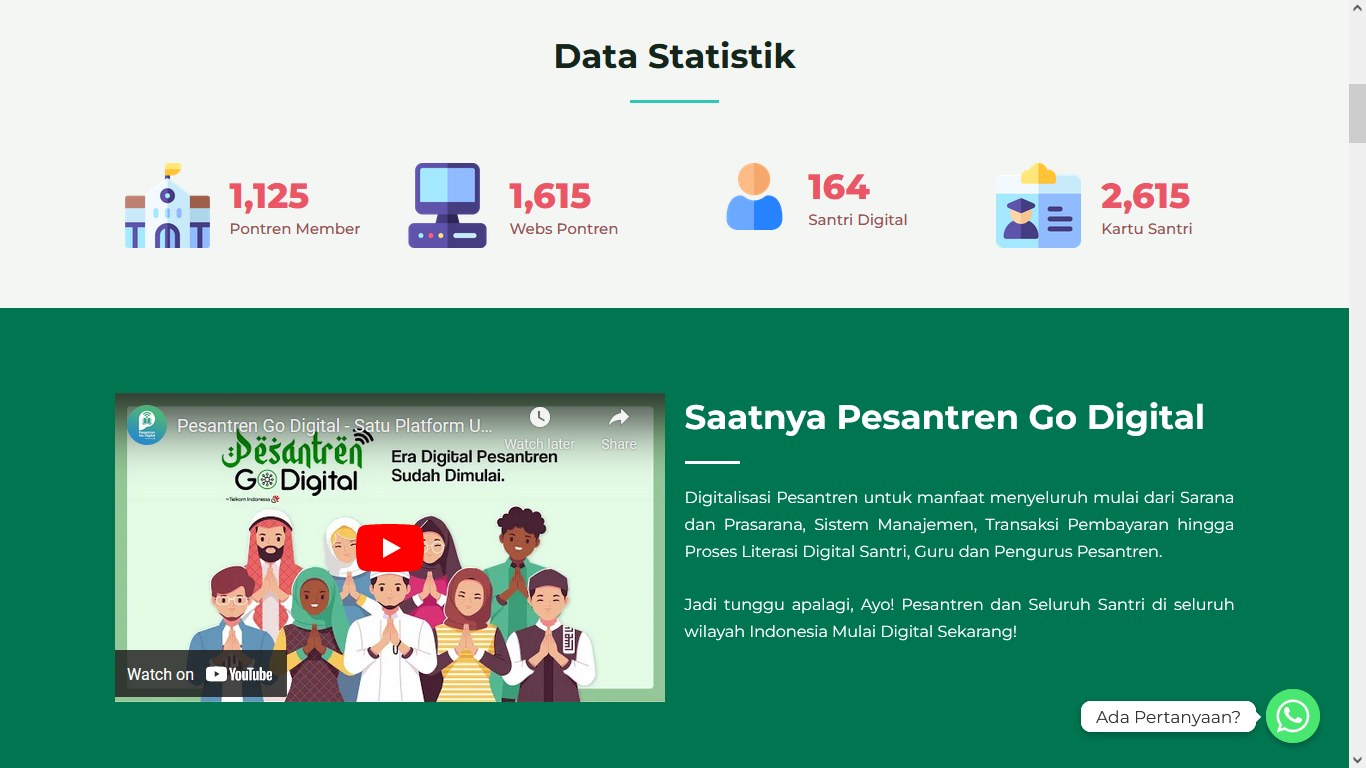 Data Statistik
1,125
Pontren Member
1,615
Webs Pontren
164
Santri Digital
2,615
Kartu Santri
Pesantren Go Digital - Satu Platform U...
Watch later
Share
Pesantren
Go Digital
Telkom Indonesia
Era Digital Pesantren
Sudah Dimulai.
Watch on YouTube
Saatnya Pesantren Go Digital
Digitalisasi Pesantren untuk manfaat menyeluruh mulai dari Sarana
dan Prasarana, Sistem Manajemen, Transaksi Pembayaran hingga
Proses Literasi Digital Santri, Guru dan Pengurus Pesantren.
Jadi tunggu apalagi, Ayo! Pesantren dan Seluruh Santri di seluruh
wilayah Indonesia Mulai Digital Sekarang!
Ada Pertanyaan?